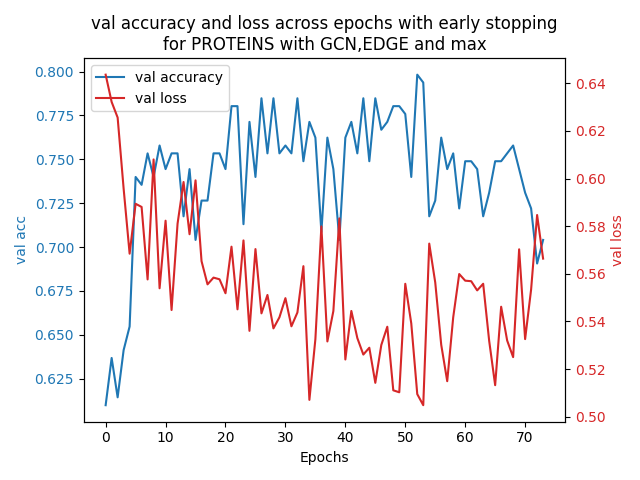 val accuracy and loss across epochs with early stopping
for PROTEINS with GCN,EDGE and max
val accuracy
val loss
0.800
0.775
0.750
0.725
0.700
0.675
0.650
0.625
val acc
0.64
0.62
0.60
0.58
0.56
0.54
0.52
0.50
val loss
0 10 20 30 40 50 60 70
Epochs